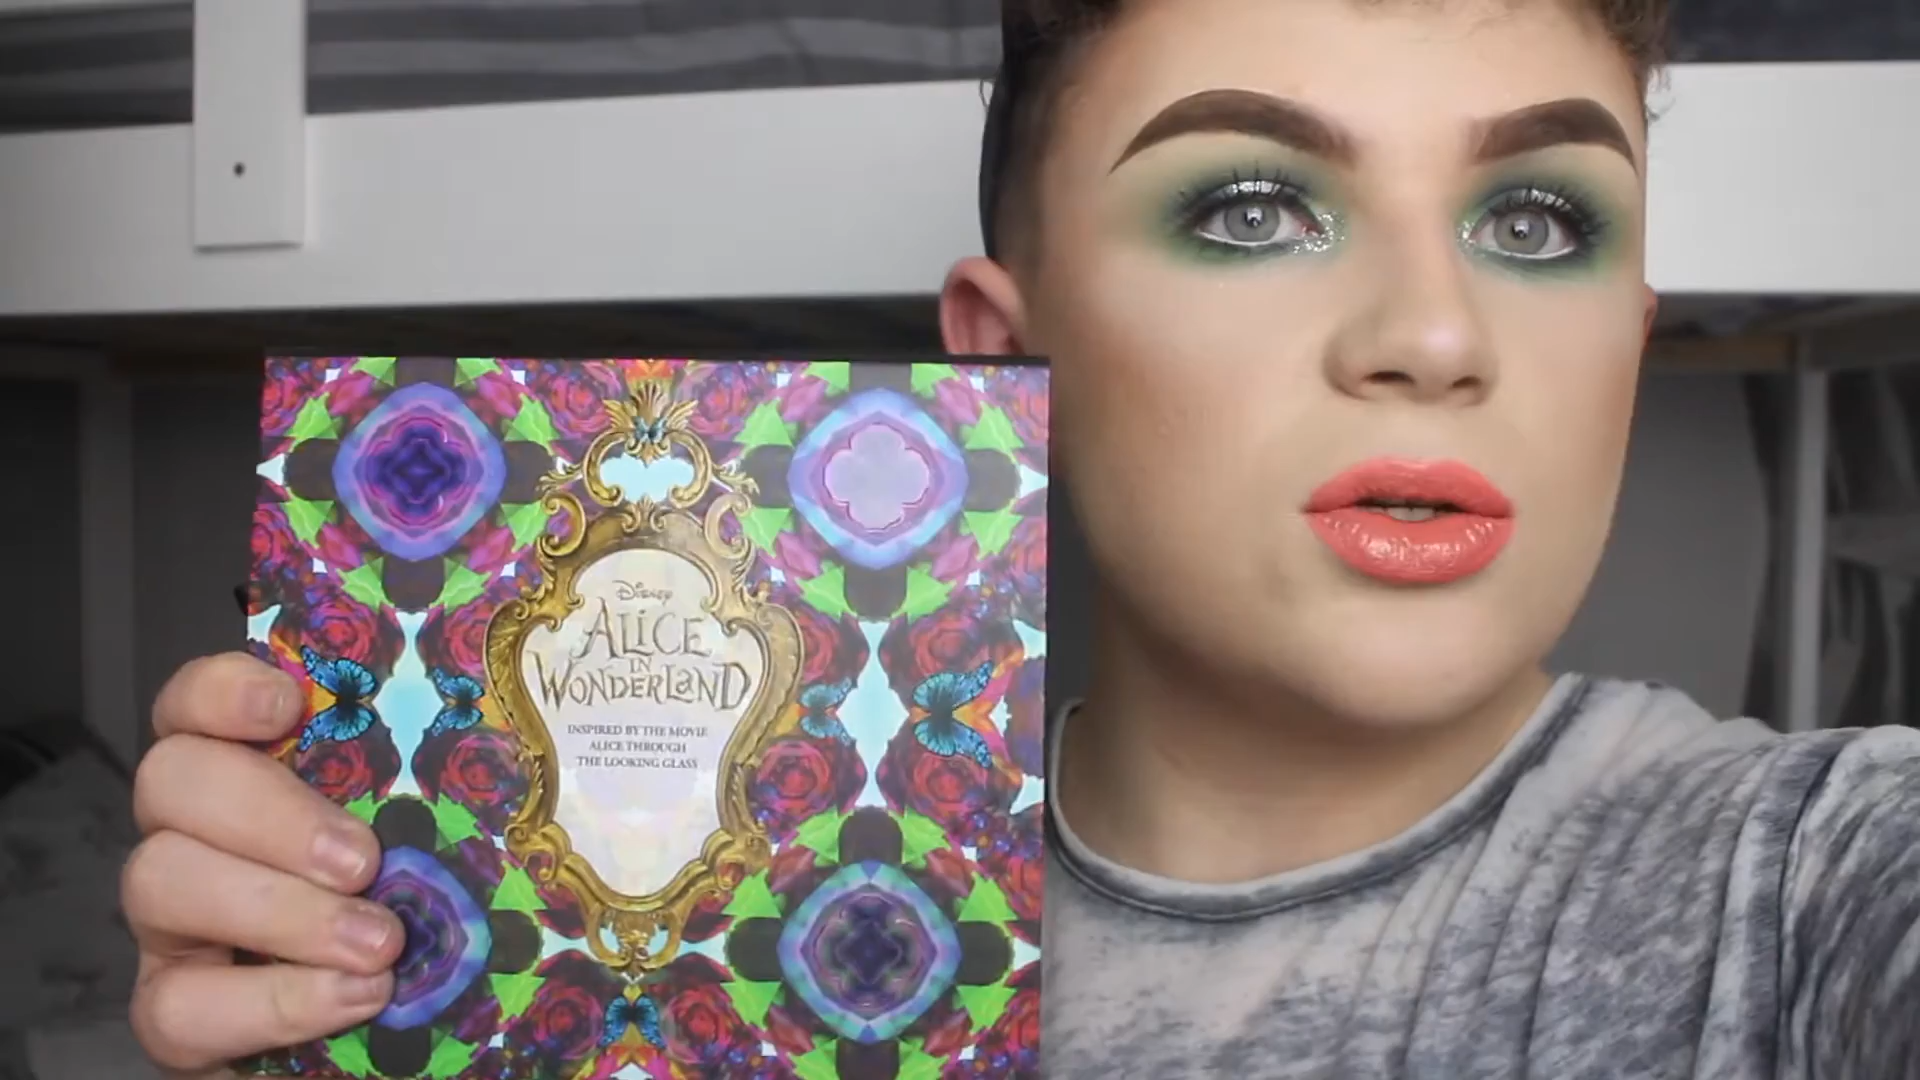 Disney
ALiCE
IN
WONDERLaND
INSPIRED BY THE MOVIE
ALICE THROUGH
THE LOOKING GLASS